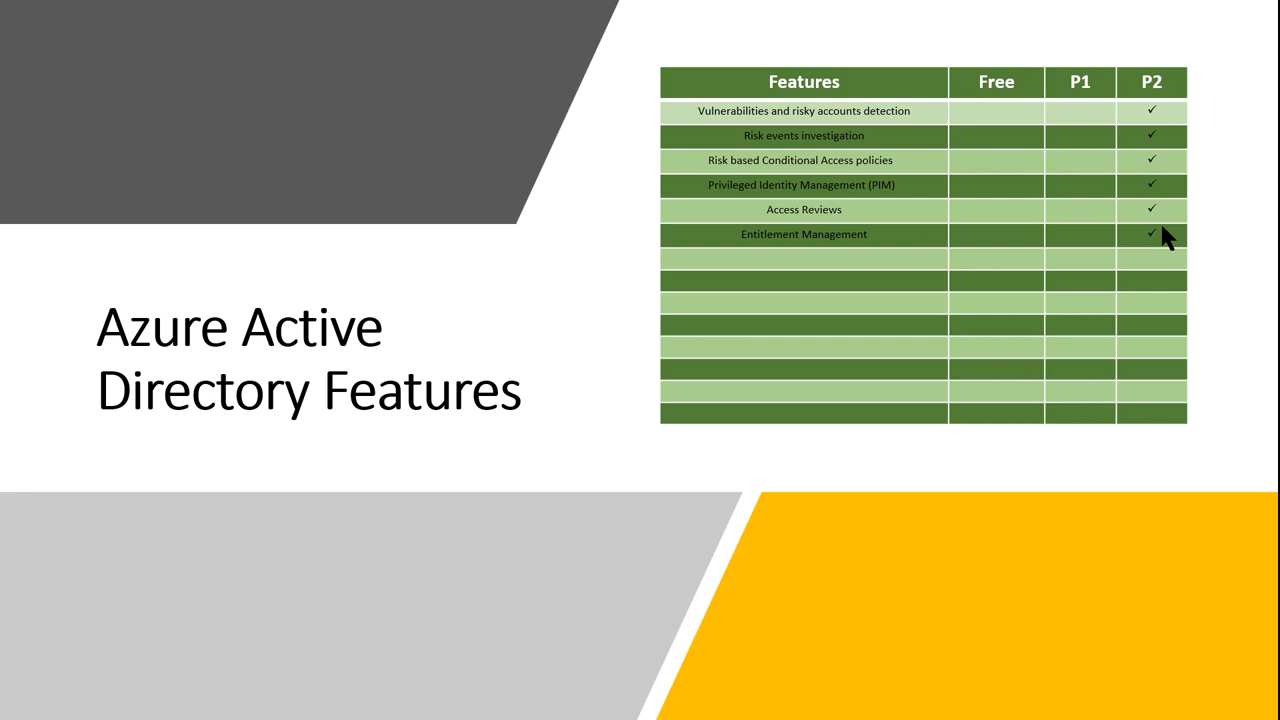 Azure Active
Directory Features
Features Free P1 P2
Vulnerabilities and risky accounts detection ✓
Risk events investigation ✓
Risk based Conditional Access policies ✓
Privileged Identity Management (PIM) ✓
Access Reviews ✓
Entitlement Management ✓